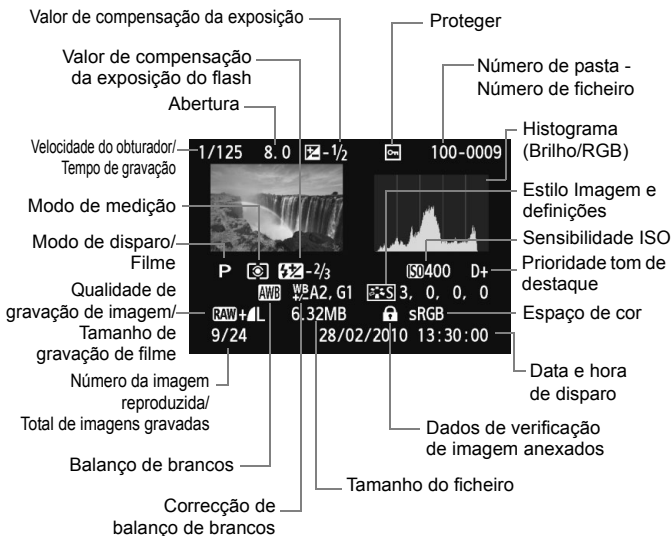 Valor de compensação da exposição
Proteger
Valor de compensação
da exposição do flash
Número de pasta -
Número de ficheiro
Abertura
Histograma
(Brilho/RGB)
Velocidade do obturador/
Tempo de gravação
1/125 8.0 -1/2 100-0009
Estilo Imagem e
definições
Modo de medição
Sensibilidade ISO
Modo de disparo/
Filme
P -2/3 ISO400 D+
Prioridade tom de
destaque
Qualidade de
gravação de imagem/
Tamanho de
gravação de filme
AWB WB A2, G1 S 3, 0, 0, 0
RAW+L 6.32MB sRGB
Espaço de cor
9/24 28/02/2010 13:30:00
Data e hora
de disparo
Número da imagem
reproduzida/
Total de imagens gravadas
Dados de verificação
de imagem anexados
Balanço de brancos
Tamanho do ficheiro
Correcção de
balanço de brancos